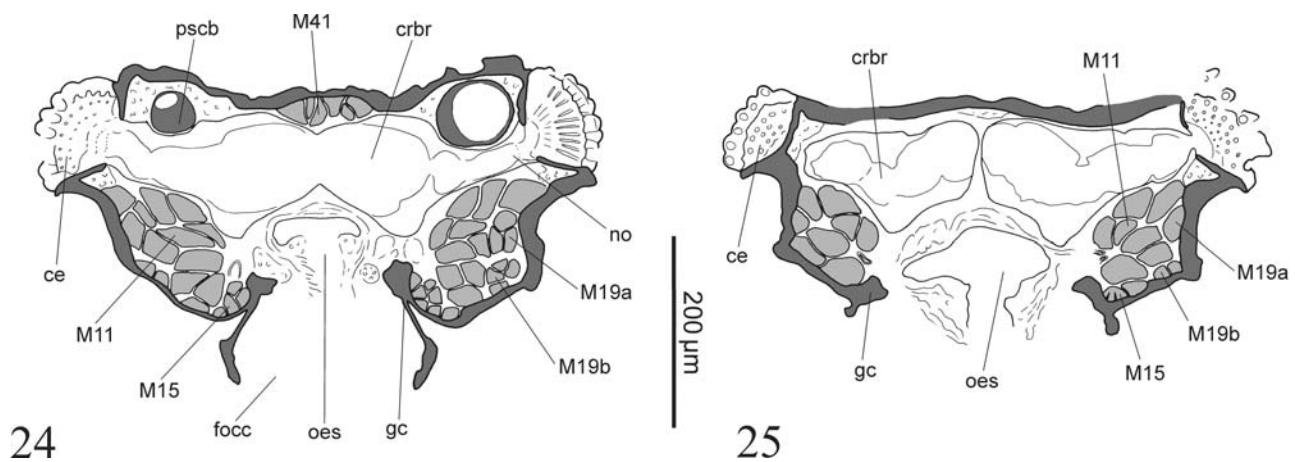 pscb
M41
crbr
ce
M11
M15
focc
oes
gc
M19b
M19a
no
24
200 µm
crbr
M11
ce
M19a
M19b
gc
oes
M15
25